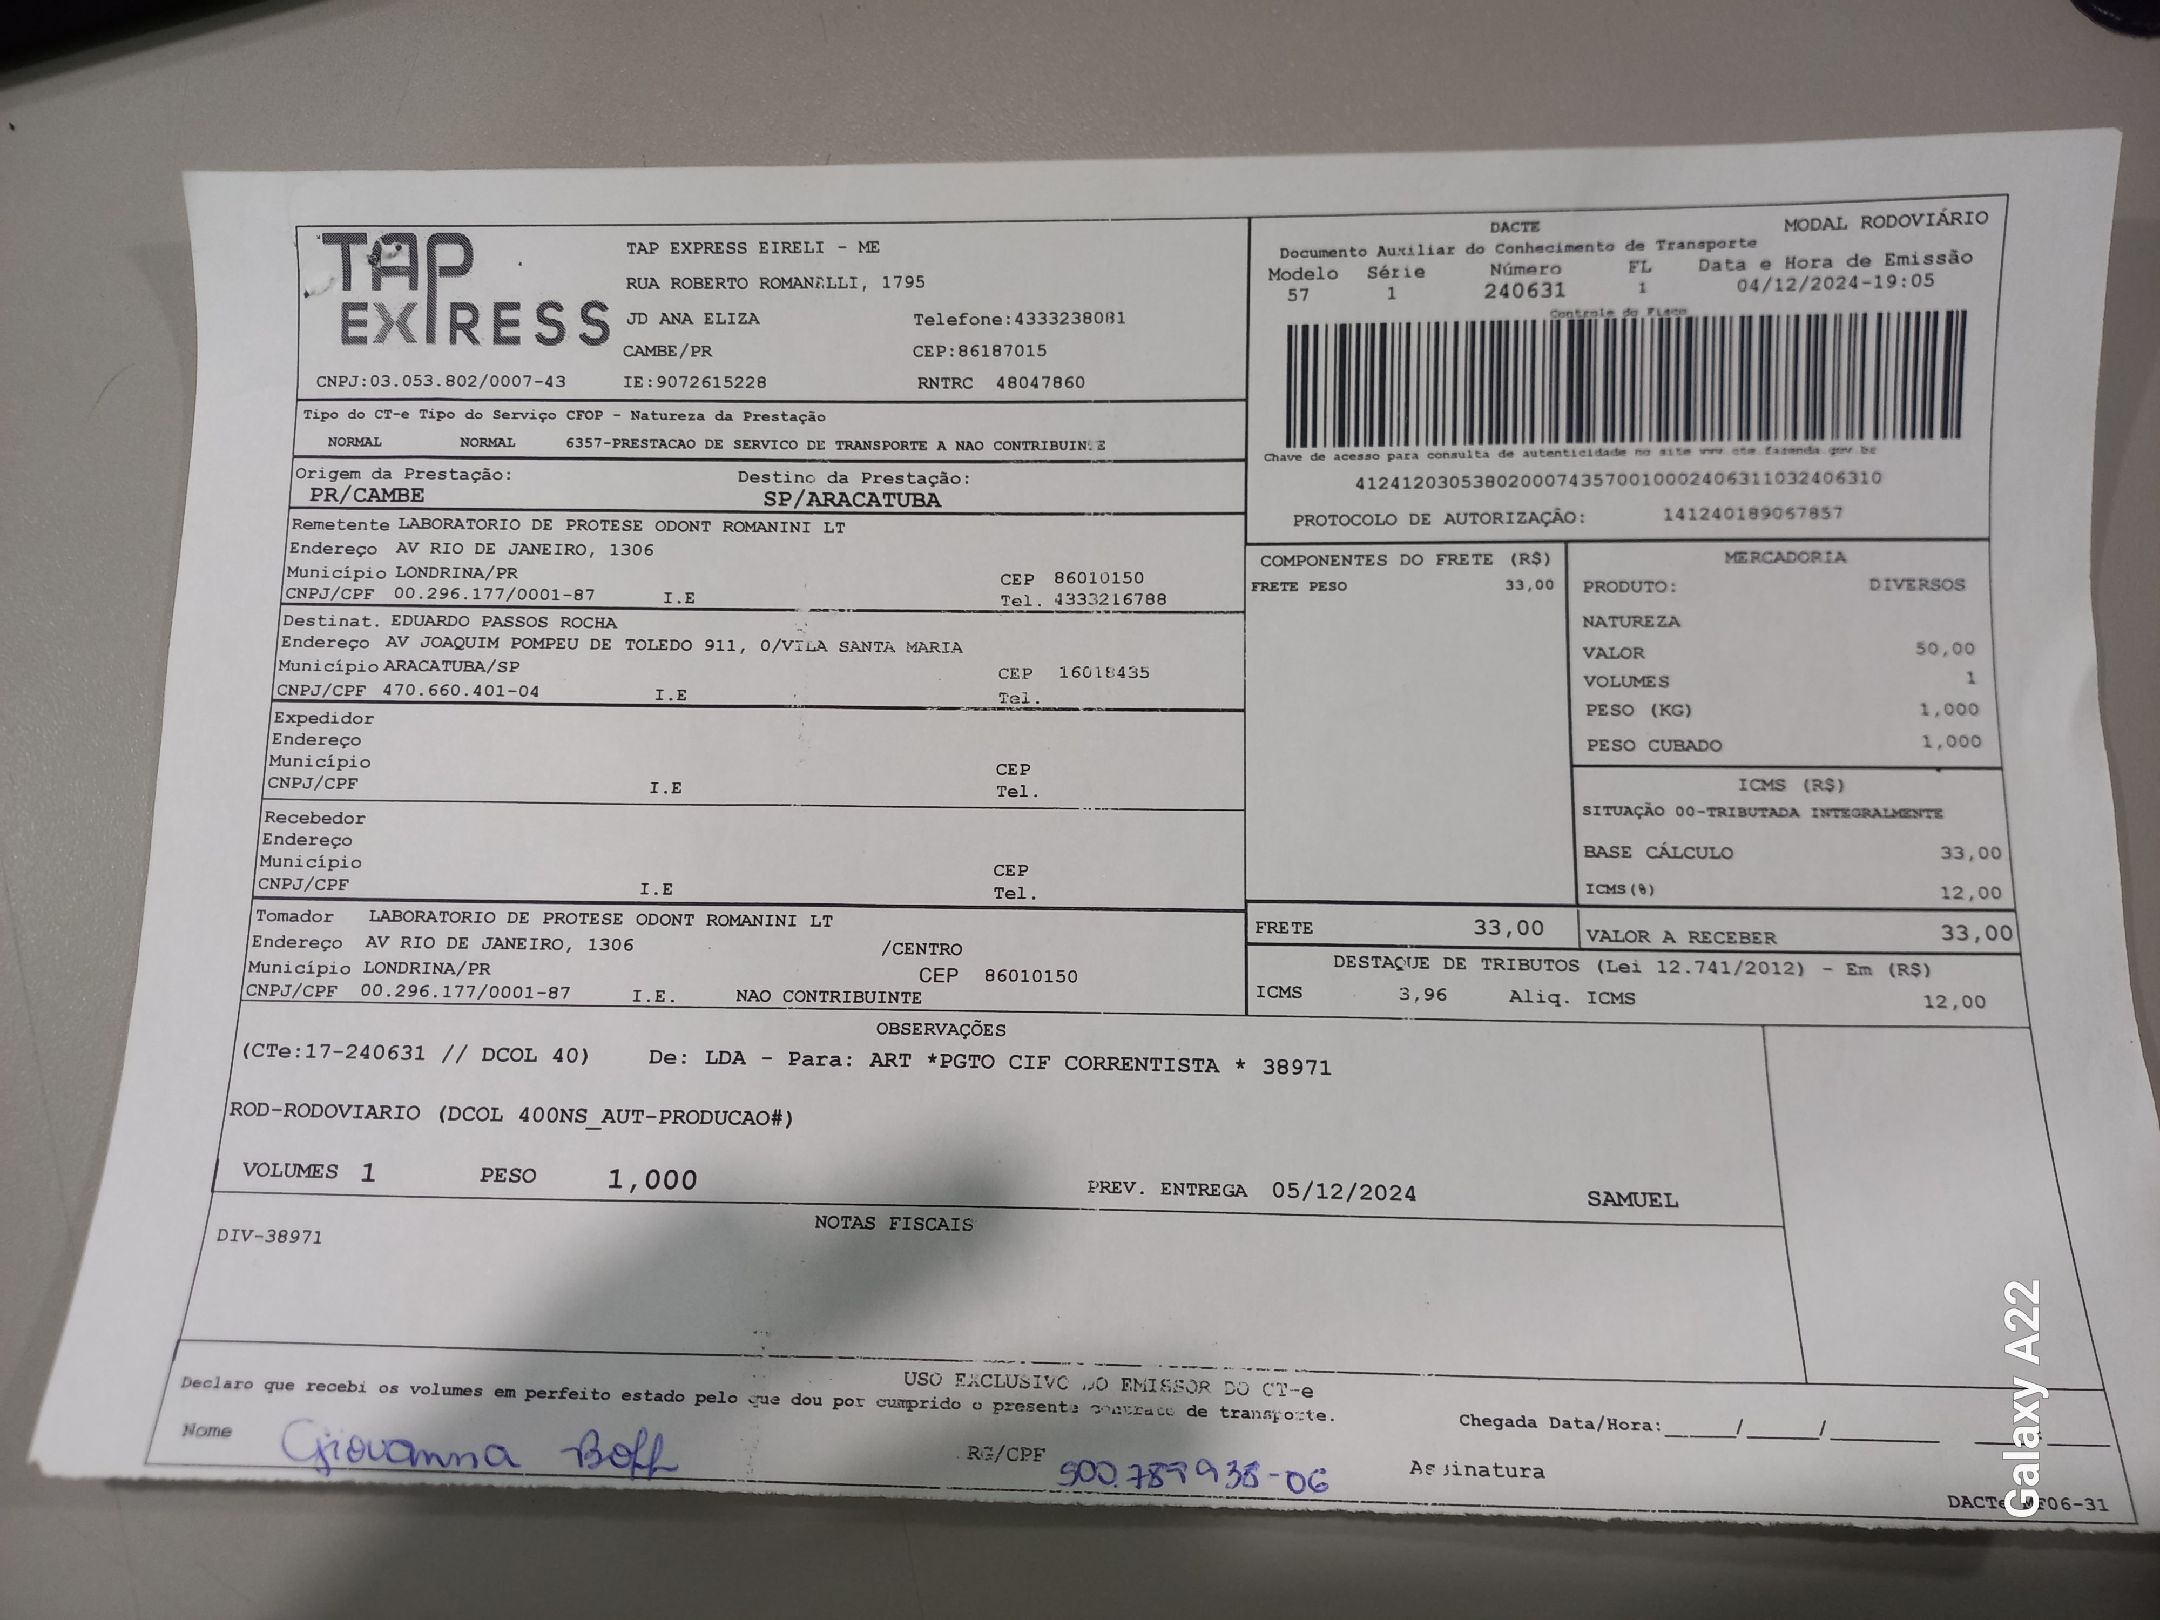 TAP EXPRESS
TAP EXPRESS EIRELI - ME
RUA ROBERTO ROMANELLI, 1795
JD ANA ELIZA Telefone:4333238081
CAMBE/PR CEP:86187015
CNPJ:03.053.802/0007-43 IE:9072615228 RNTRC 48047860
DACTE MODAL RODOVIÁRIO
Documento Auxiliar do Conhecimento de Transporte
Modelo Série Número FL Data e Hora de Emissão
57 1 240631 1 04/12/2024-19:05
Controle do Fisco
Chave de acesso para consulta de autenticidade no site www.cte.fazenda.gov.br
41241203053802000743570010002406311032406310
PROTOCOLO DE AUTORIZAÇÃO: 141240189067857
Tipo do CT-e Tipo do Serviço CFOP - Natureza da Prestação
NORMAL NORMAL 6357-PRESTACAO DE SERVICO DE TRANSPORTE A NAO CONTRIBUINTE
Origem da Prestação: Destino da Prestação:
PR/CAMBE SP/ARACATUBA
Remetente LABORATORIO DE PROTESE ODONT ROMANINI LT
Endereço AV RIO DE JANEIRO, 1306
Município LONDRINA/PR CEP 86010150
CNPJ/CPF 00.296.177/0001-87 I.E Tel. 4333216788
Destinat. EDUARDO PASSOS ROCHA
Endereço AV JOAQUIM POMPEU DE TOLEDO 911, 0/VILA SANTA MARIA
Município ARACATUBA/SP CEP 16018435
CNPJ/CPF 470.660.401-04 I.E Tel.
Expedidor
Endereço
Município CEP
CNPJ/CPF I.E Tel.
Recebedor
Endereço
Município CEP
CNPJ/CPF I.E Tel.
Tomador LABORATORIO DE PROTESE ODONT ROMANINI LT
Endereço AV RIO DE JANEIRO, 1306 /CENTRO
Município LONDRINA/PR CEP 86010150
CNPJ/CPF 00.296.177/0001-87 I.E. NAO CONTRIBUINTE
COMPONENTES DO FRETE (R$)
FRETE PESO 33,00
MERCADORIA
PRODUTO: DIVERSOS
NATUREZA
VALOR 50,00
VOLUMES 1
PESO (KG) 1,000
PESO CUBADO 1,000
ICMS (R$)
SITUAÇÃO 00-TRIBUTADA INTEGRALMENTE
BASE CÁLCULO 33,00
ICMS(%) 12,00
FRETE 33,00 VALOR A RECEBER 33,00
DESTAQUE DE TRIBUTOS (Lei 12.741/2012) - Em (R$)
ICMS 3,96 Aliq. ICMS 12,00
OBSERVAÇÕES
(CTe:17-240631 // DCOL 40) De: LDA - Para: ART *PGTO CIF CORRENTISTA * 38971
ROD-RODOVIARIO (DCOL 400NS_AUT-PRODUCAO#)
VOLUMES 1 PESO 1,000 PREV. ENTREGA 05/12/2024 SAMUEL
NOTAS FISCAIS
DIV-38971
USO EXCLUSIVO DO EMISSOR DO CT-e
Declaro que recebi os volumes em perfeito estado pelo que dou por cumprido o presente contrato de transporte.
Chegada Data/Hora:_____/_____/________ ___ ____
Nome Giovanna Boff RG/CPF Assinatura
Galaxy A22